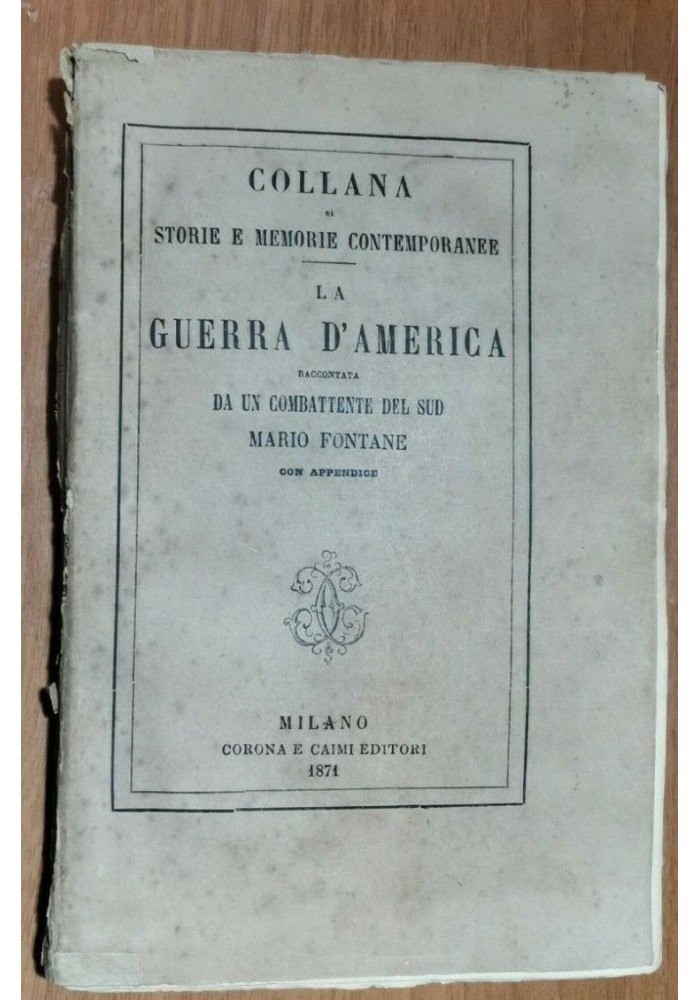 COLLANA
DI
STORIE E MEMORIE CONTEMPORANEE
LA
GUERRA D'AMERICA
RACCONTATA
DA UN COMBATTENTE DEL SUD
MARIO FONTANE
CON APPENDICE
MILANO
CORONA E CAIMI EDITORI
1871